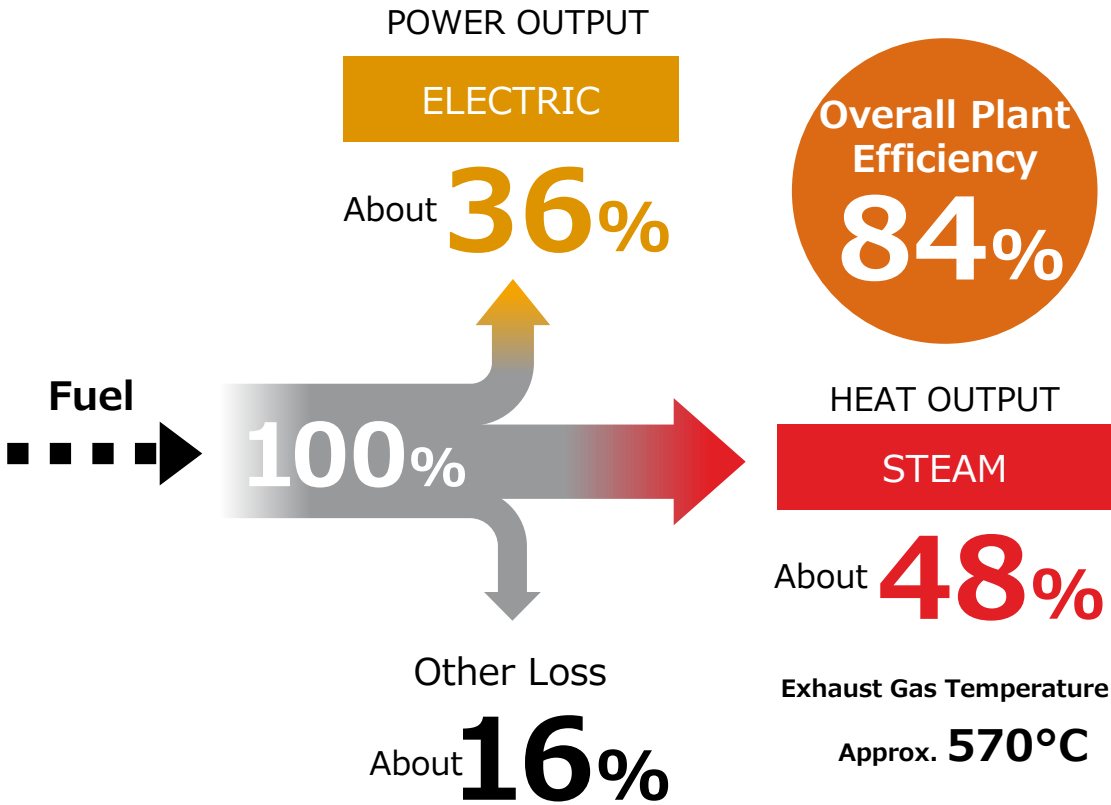 POWER OUTPUT
ELECTRIC
About 36%
Overall Plant
Efficiency
84%
Fuel
100%
HEAT OUTPUT
STEAM
About 48%
Other Loss
About 16%
Exhaust Gas Temperature
Approx. 570°C